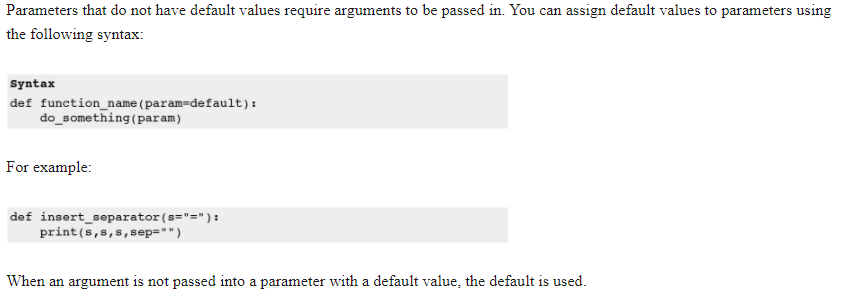 Parameters that do not have default values require arguments to be passed in. You can assign default values to parameters using
the following syntax:
Syntax
def function_name(param=default):
    do_something(param)
For example:
def insert_separator(s="="):
    print(s,s,s,sep="")
When an argument is not passed into a parameter with a default value, the default is used.